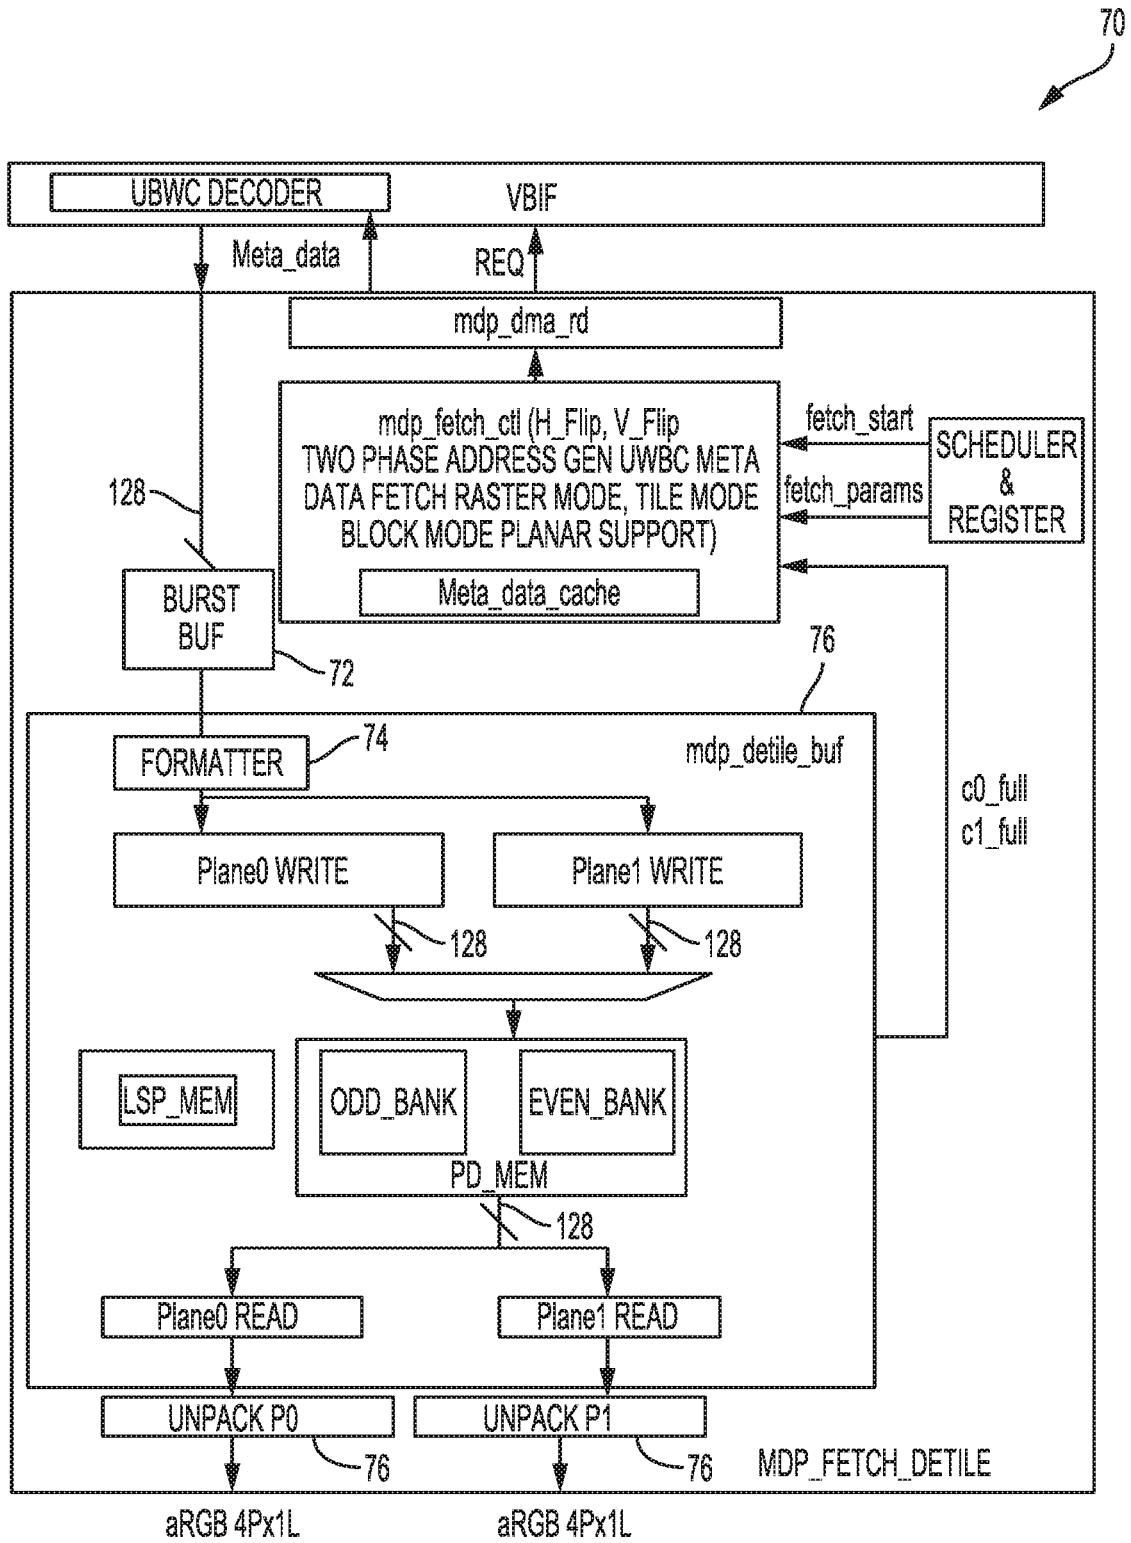 70
UBWC DECODER
VBIF
Meta_data
REQ
mdp_dma_rd
mdp_fetch_ctl (H_Flip, V_Flip
TWO PHASE ADDRESS GEN UWBC META
DATA FETCH RASTER MODE, TILE MODE
BLOCK MODE PLANAR SUPPORT)
Meta_data_cache
fetch_start
fetch_params
SCHEDULER
&
REGISTER
128
BURST
BUF
72
76
FORMATTER
74
mdp_detile_buf
c0_full
c1_full
Plane0 WRITE
Plane1 WRITE
128
128
LSP_MEM
ODD_BANK
EVEN_BANK
PD_MEM
128
Plane0 READ
Plane1 READ
UNPACK P0
UNPACK P1
76
76
MDP_FETCH_DETILE
aRGB 4Px1L
aRGB 4Px1L